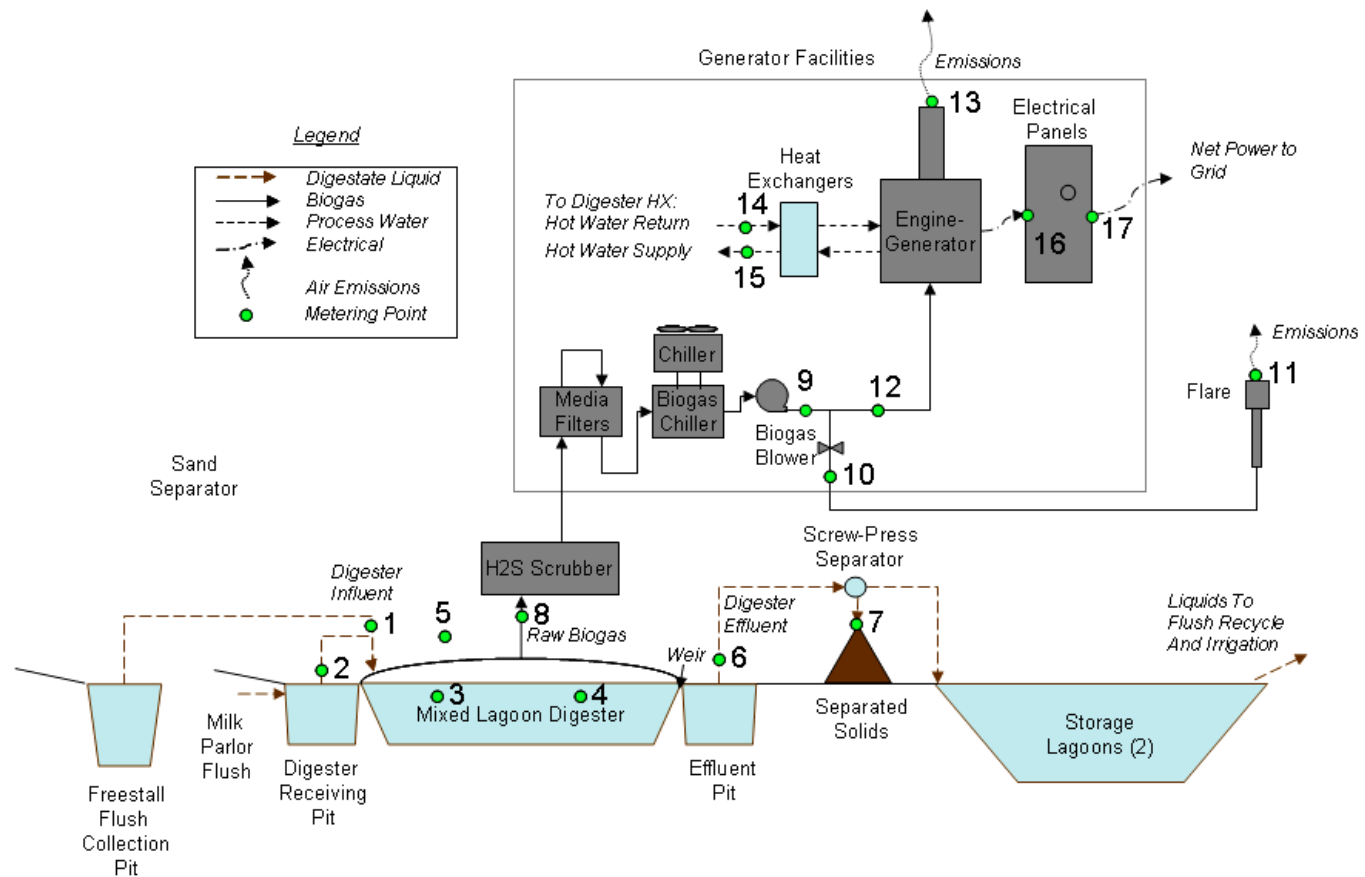 Generator Facilities
Emissions
13
Electrical
Panels
Legend
Digestate Liquid
Biogas
Process Water
Electrical
Air Emissions
Metering Point
Heat
Exchangers
To Digester HX:
Hot Water Return
Hot Water Supply
14
15
Engine-
Generator
16
17
Net Power to
Grid
Emissions
11
Flare
Chiller
Biogas
Chiller
Media
Filters
9
12
Biogas
Blower
10
Sand
Separator
H2S Scrubber
Screw-Press
Separator
Digester
Influent
1
5
8
Raw Biogas
Digester
Effluent
7
Liquids To
Flush Recycle
And Irrigation
2
Weir
6
3
4
Mixed Lagoon Digester
Milk
Parlor
Flush
Separated
Solids
Storage
Lagoons (2)
Freestall
Flush
Collection
Pit
Digester
Receiving
Pit
Effluent
Pit